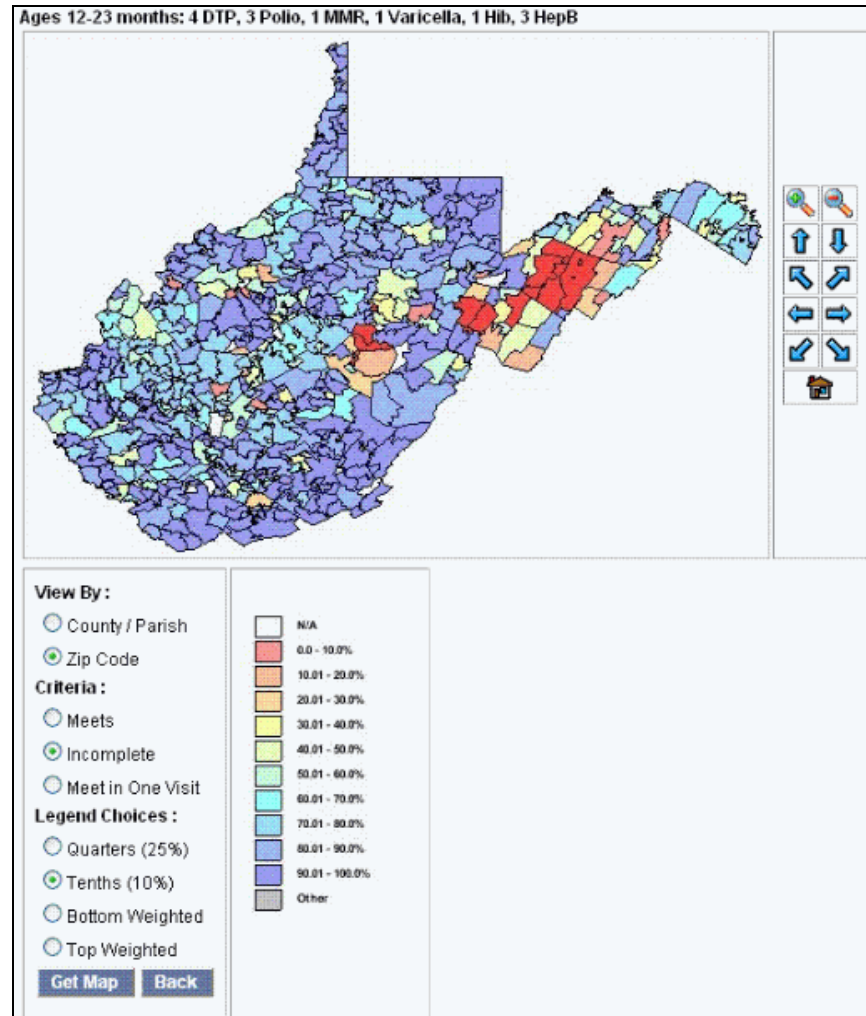 Ages 12-23 months: 4 DTP, 3 Polio, 1 MMR, 1 Varicella, 1 Hib, 3 HepB
View By :
County / Parish
Zip Code
Criteria :
Meets
Incomplete
Meet in One Visit
Legend Choices :
Quarters (25%)
Tenths (10%)
Bottom Weighted
Top Weighted
Get Map Back
N/A
0.0 - 10.0%
10.01 - 20.0%
20.01 - 30.0%
30.01 - 40.0%
40.01 - 50.0%
50.01 - 60.0%
60.01 - 70.0%
70.01 - 80.0%
80.01 - 90.0%
90.01 - 100.0%
Other